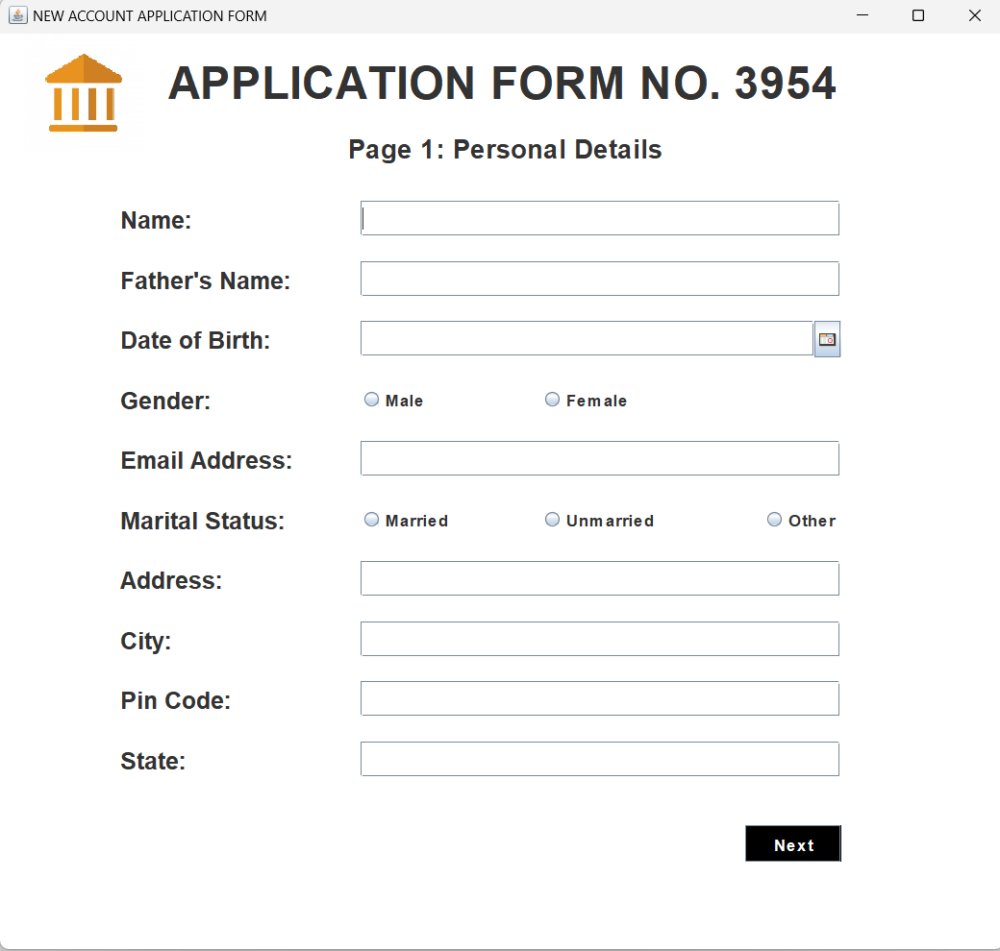 NEW ACCOUNT APPLICATION FORM
APPLICATION FORM NO. 3954
Page 1: Personal Details
Name:
Father's Name:
Date of Birth:
Gender: Male Female
Email Address:
Marital Status: Married Unmarried Other
Address:
City:
Pin Code:
State:
Next